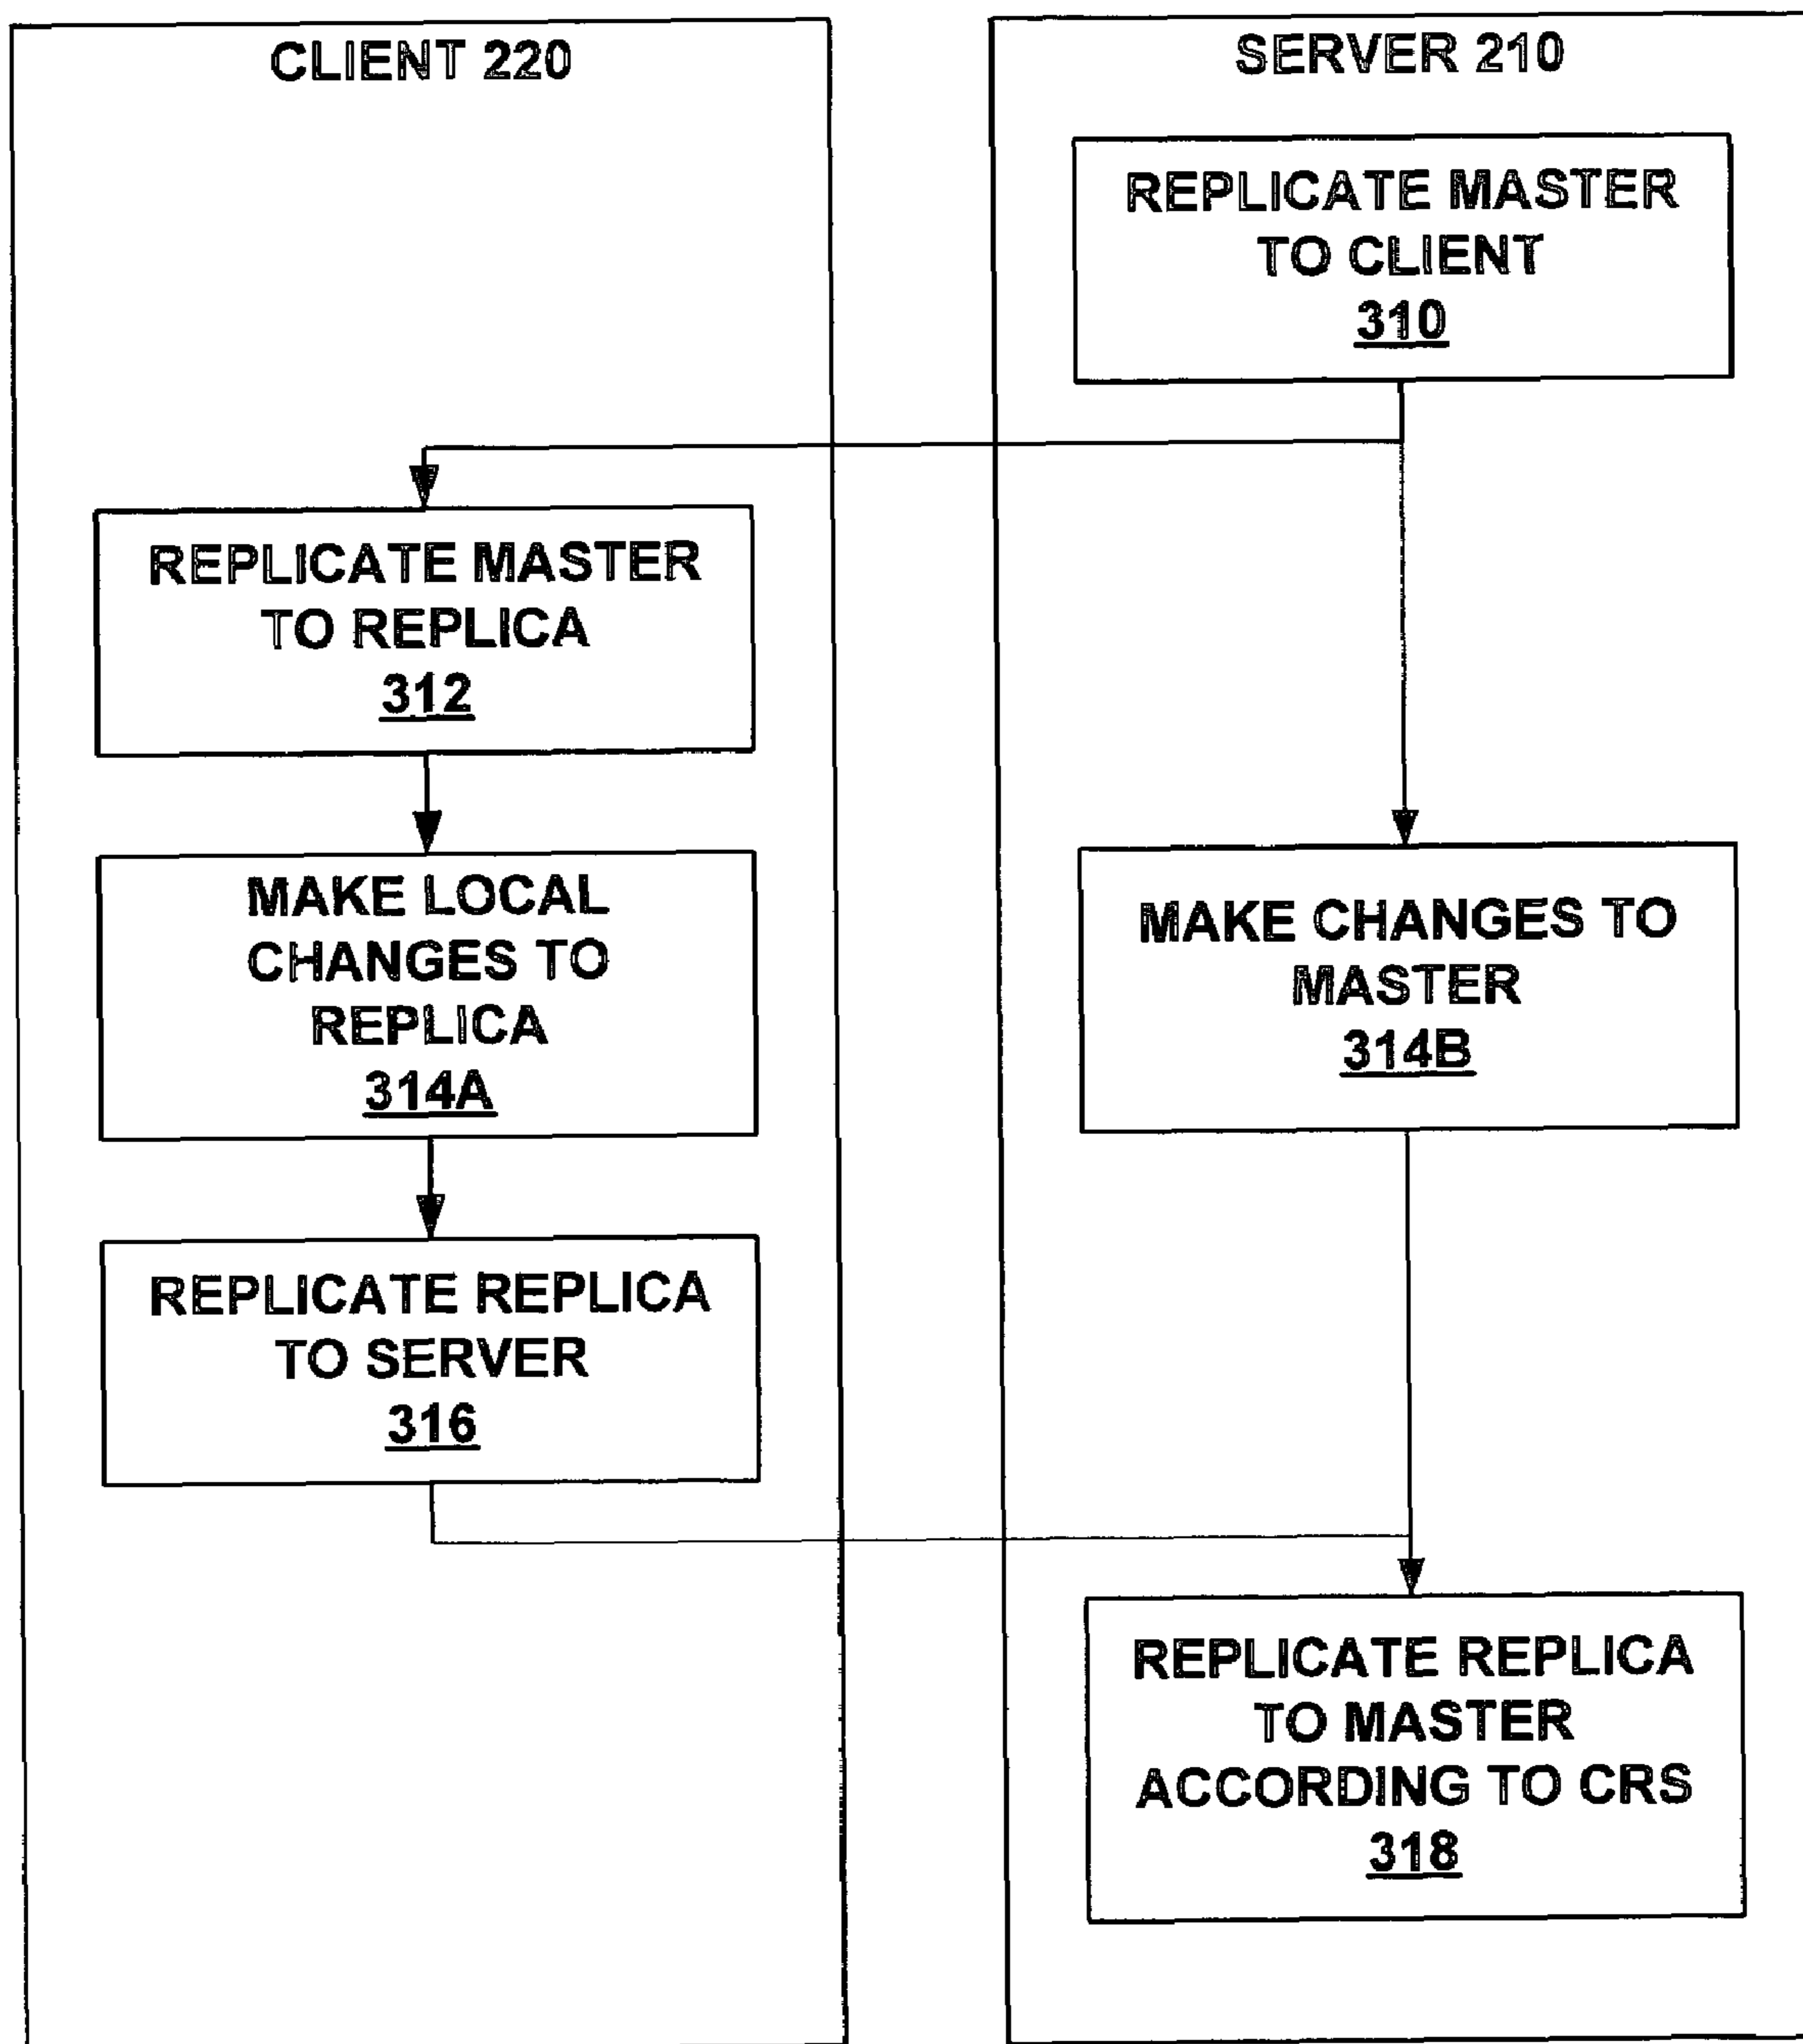 CLIENT 220
SERVER 210
REPLICATE MASTER
TO CLIENT
310
REPLICATE MASTER
TO REPLICA
312
MAKE LOCAL
CHANGES TO
REPLICA
314A
MAKE CHANGES TO
MASTER
314B
REPLICATE REPLICA
TO SERVER
316
REPLICATE REPLICA
TO MASTER
ACCORDING TO CRS
318